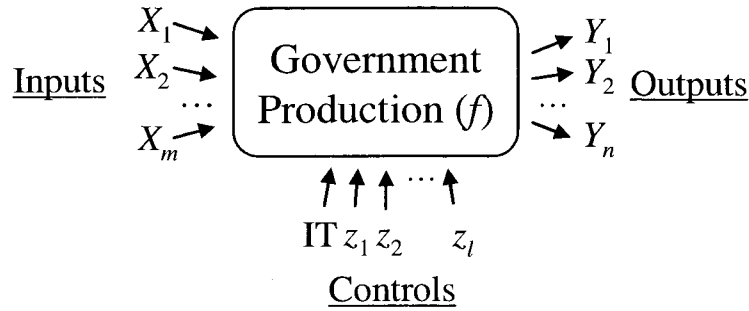 Inputs
X₁
X₂
...
Xₘ
Government
Production (f)
Y₁
Y₂
...
Yₙ
Outputs
IT z₁ z₂ ... zₗ
Controls